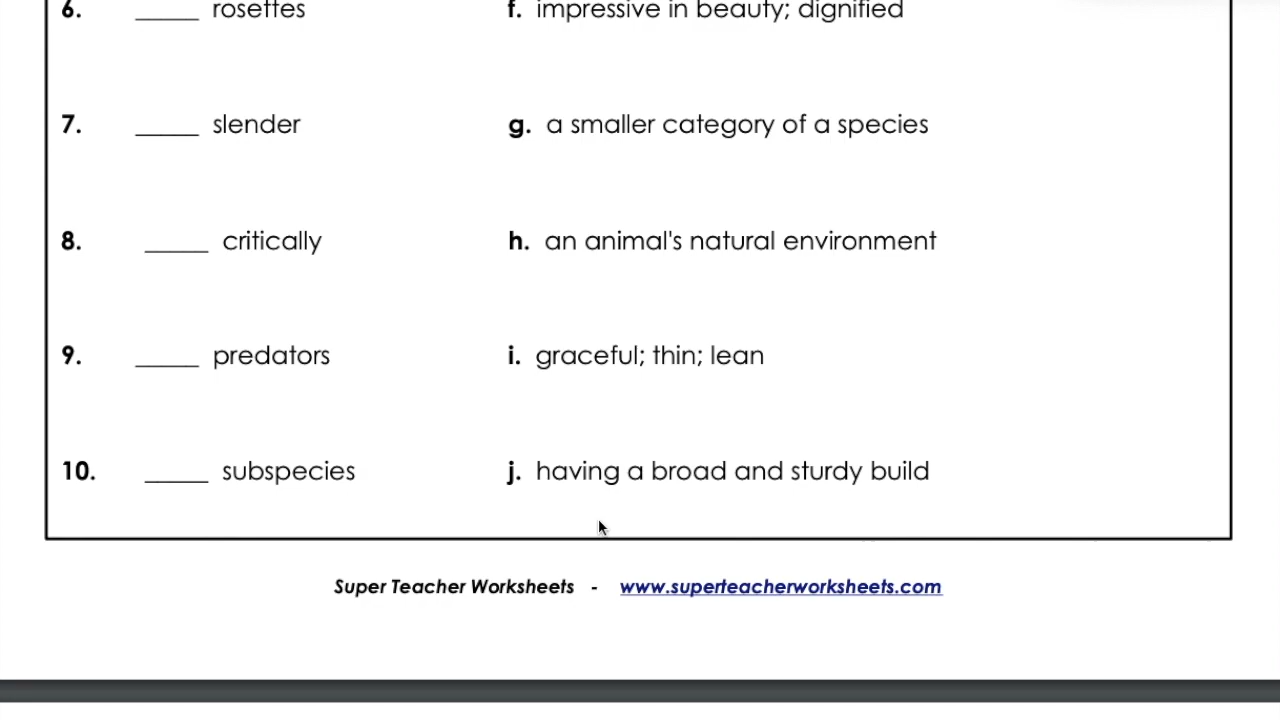 6. _____ rosettes f. impressive in beauty; dignified
7. _____ slender g. a smaller category of a species
8. _____ critically h. an animal's natural environment
9. _____ predators i. graceful; thin; lean
10. _____ subspecies j. having a broad and sturdy build
Super Teacher Worksheets - www.superteacherworksheets.com